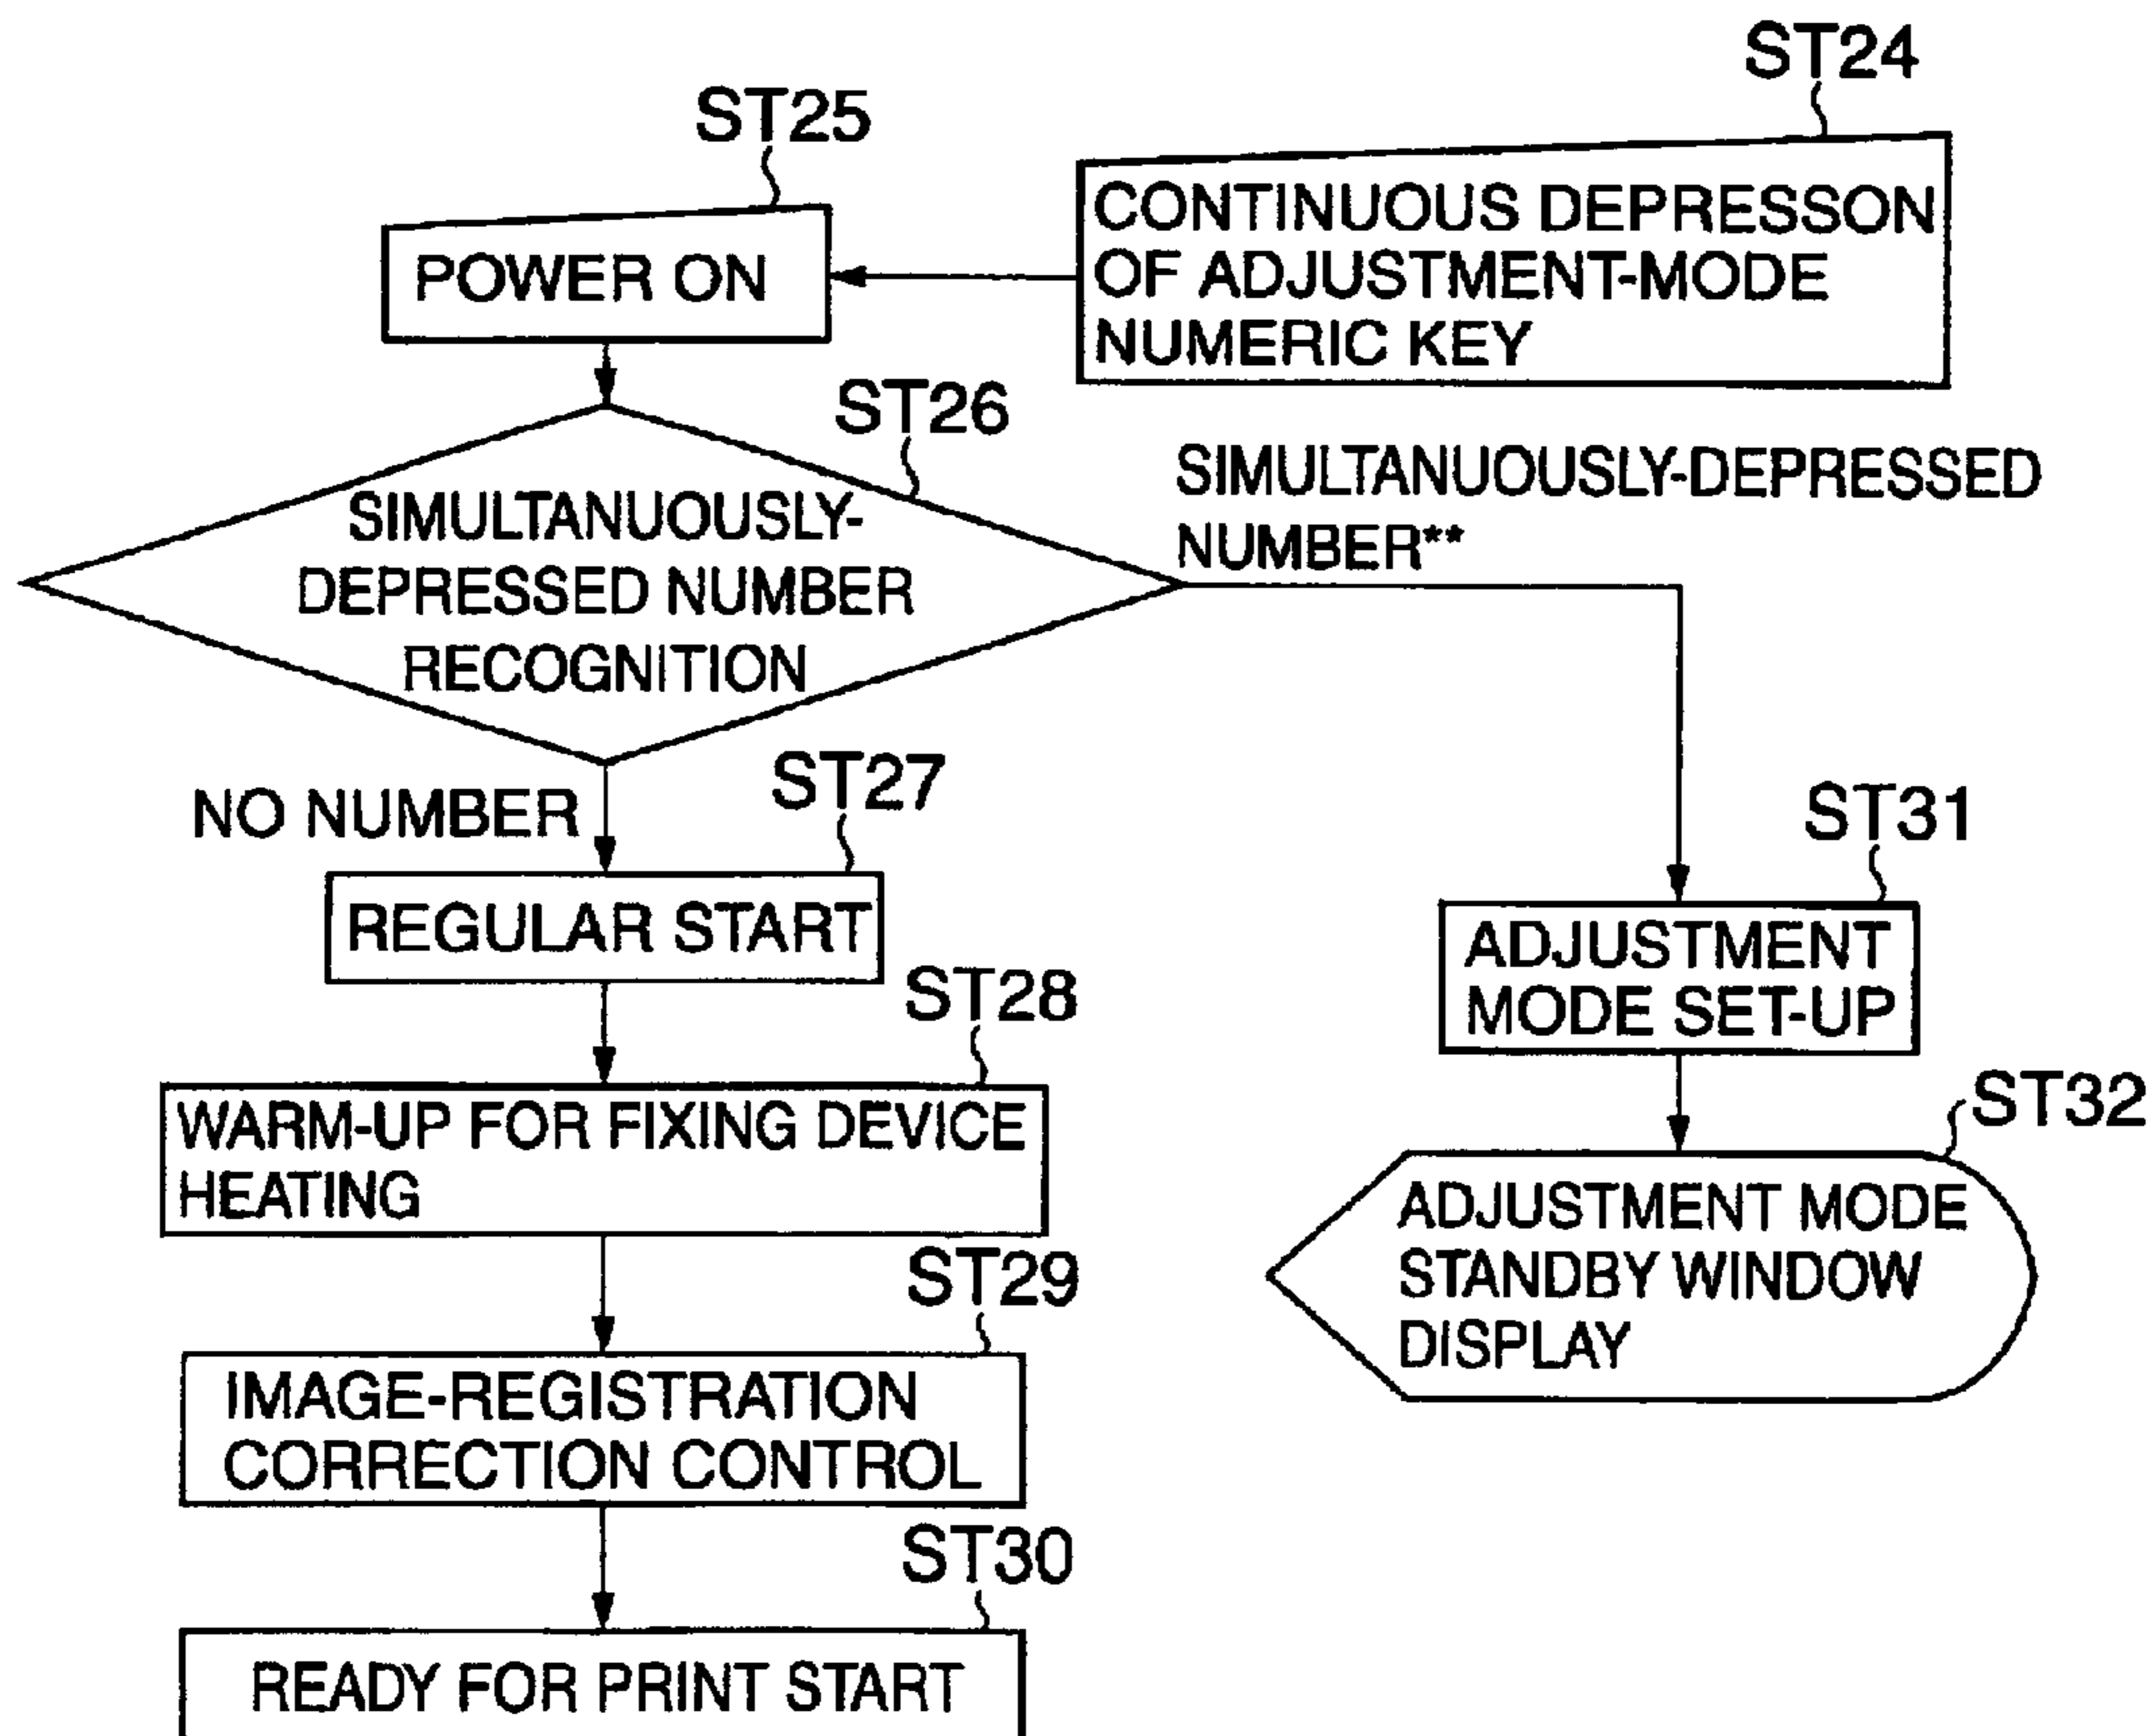 ST24
ST25
CONTINUOUS DEPRESSON
OF ADJUSTMENT-MODE
NUMERIC KEY
POWER ON
ST26
SIMULTANUOUSLY-DEPRESSED
NUMBER**
SIMULTANUOUSLY-
DEPRESSED NUMBER
RECOGNITION
NO NUMBER
ST27
REGULAR START
ST28
WARM-UP FOR FIXING DEVICE
HEATING
ST29
IMAGE-REGISTRATION
CORRECTION CONTROL
ST30
READY FOR PRINT START
ST31
ADJUSTMENT
MODE SET-UP
ST32
ADJUSTMENT MODE
STANDBY WINDOW
DISPLAY